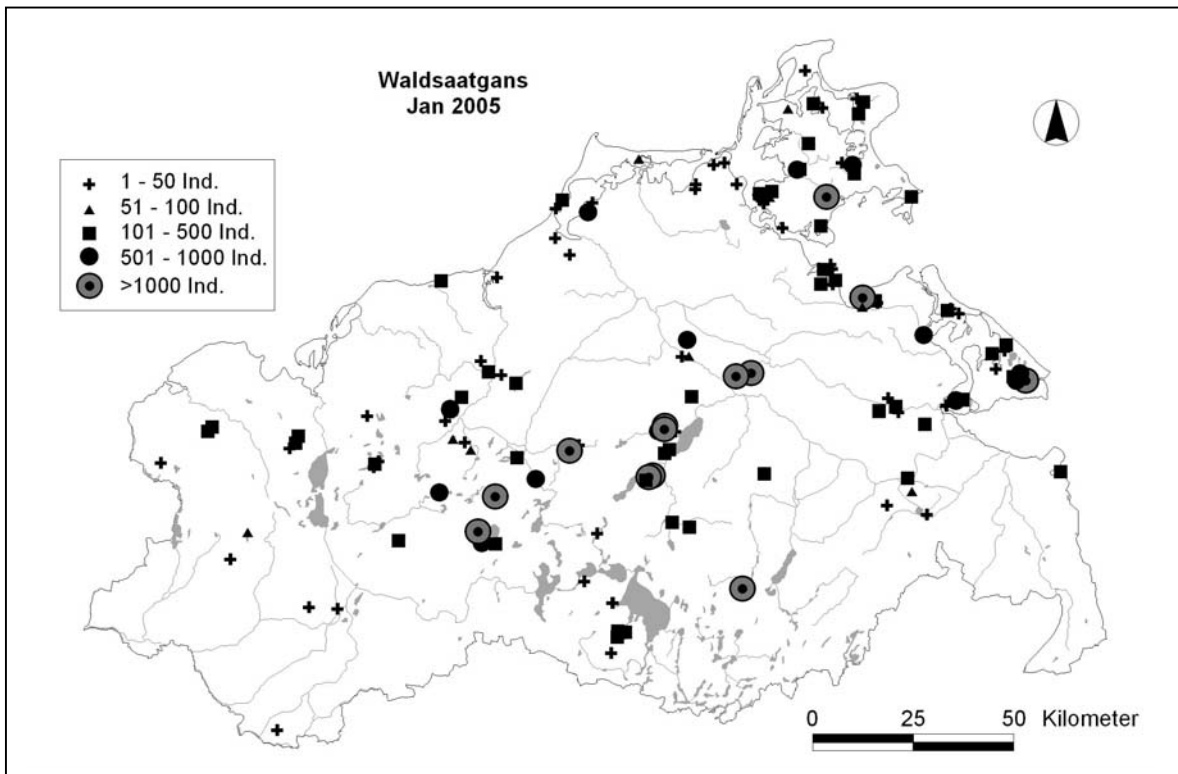 Waldsaatgans
Jan 2005
1 - 50 Ind.
51 - 100 Ind.
101 - 500 Ind.
501 - 1000 Ind.
>1000 Ind.
0 25 50 Kilometer